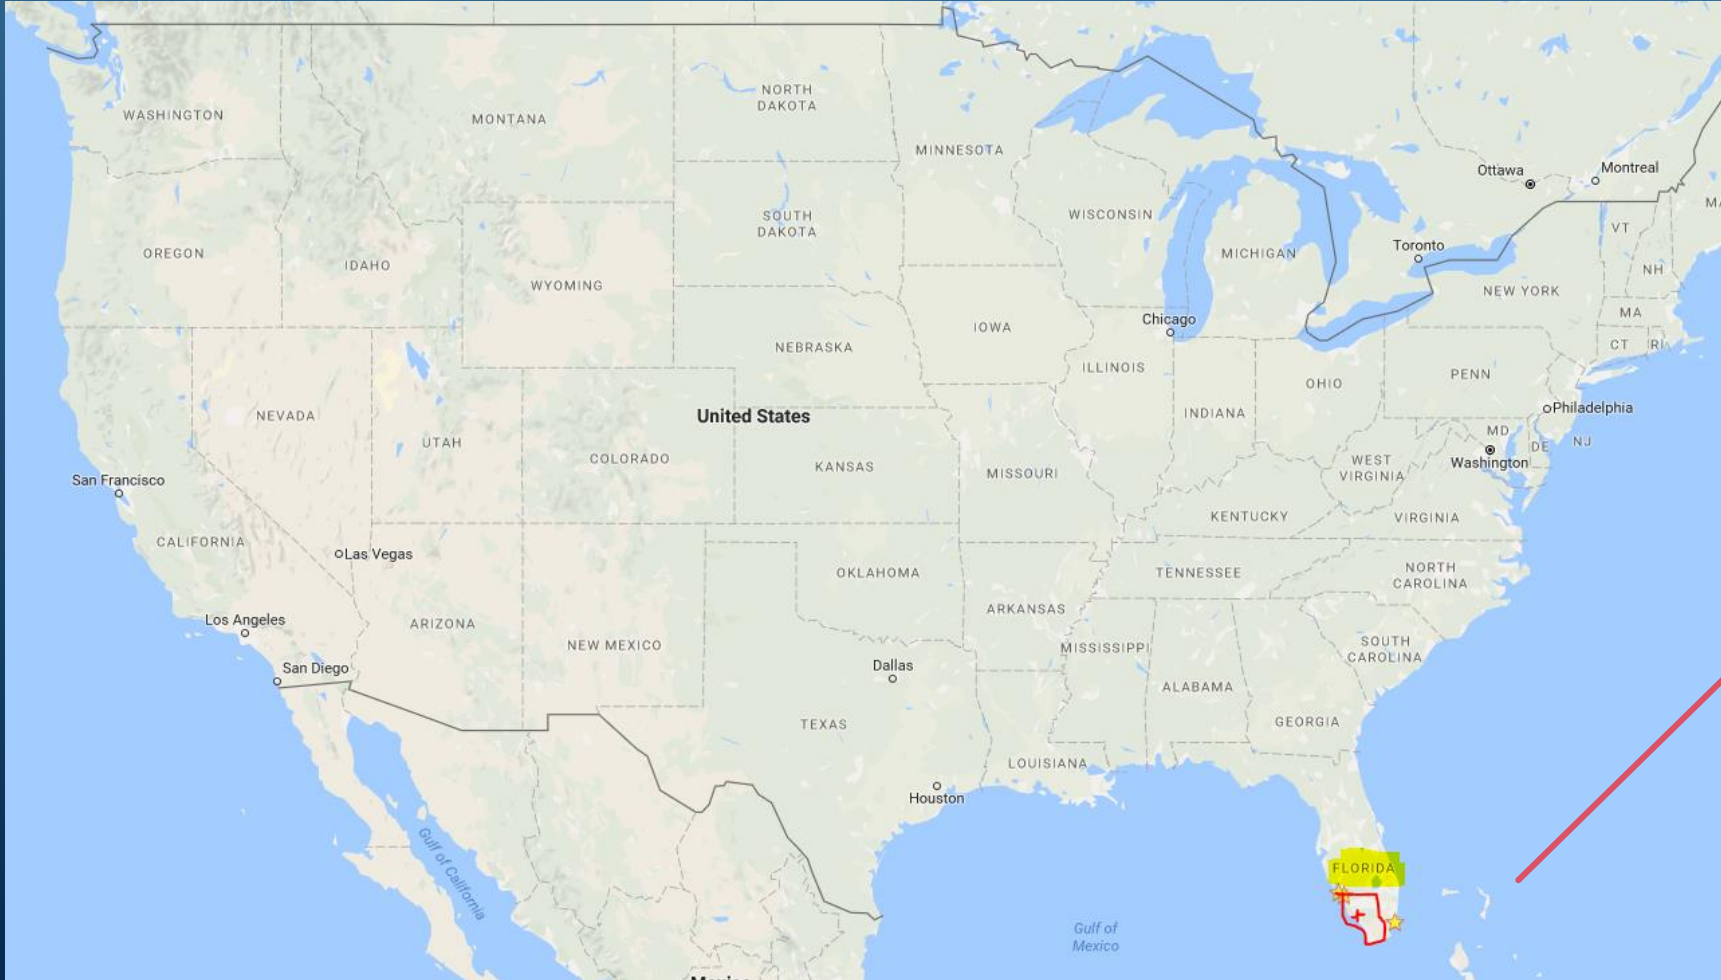 WASHINGTON
MONTANA
NORTH
DAKOTA
MINNESOTA
Ottawa
Montreal
SOUTH
DAKOTA
WISCONSIN
MICHIGAN
Toronto
VT
NH
OREGON
IDAHO
WYOMING
NEW YORK
MA
CT
RI
IOWA
Chicago
NEBRASKA
ILLINOIS
INDIANA
OHIO
PENN
Philadelphia
NEVADA
UTAH
United States
COLORADO
KANSAS
MISSOURI
WEST
VIRGINIA
MD
DE
NJ
Washington
San Francisco
CALIFORNIA
Las Vegas
KENTUCKY
VIRGINIA
OKLAHOMA
TENNESSEE
NORTH
CAROLINA
Los Angeles
ARIZONA
NEW MEXICO
ARKANSAS
MISSISSIPPI
SOUTH
CAROLINA
San Diego
Dallas
ALABAMA
TEXAS
GEORGIA
LOUISIANA
Houston
Gulf of California
FLORIDA
Gulf of
Mexico